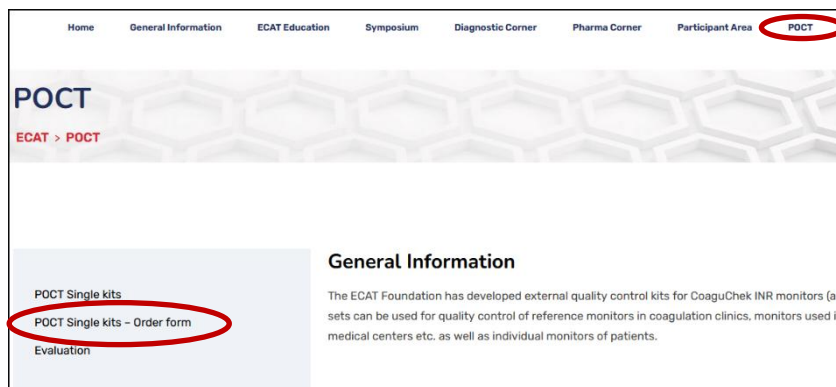 Home General Information ECAT Education Symposium Diagnostic Corner Pharma Corner Participant Area POCT
POCT
ECAT > POCT
POCT Single kits
POCT Single kits – Order form
Evaluation
General Information
The ECAT Foundation has developed external quality control kits for CoaguChek INR monitors (a
sets can be used for quality control of reference monitors in coagulation clinics, monitors used i
medical centers etc. as well as individual monitors of patients.